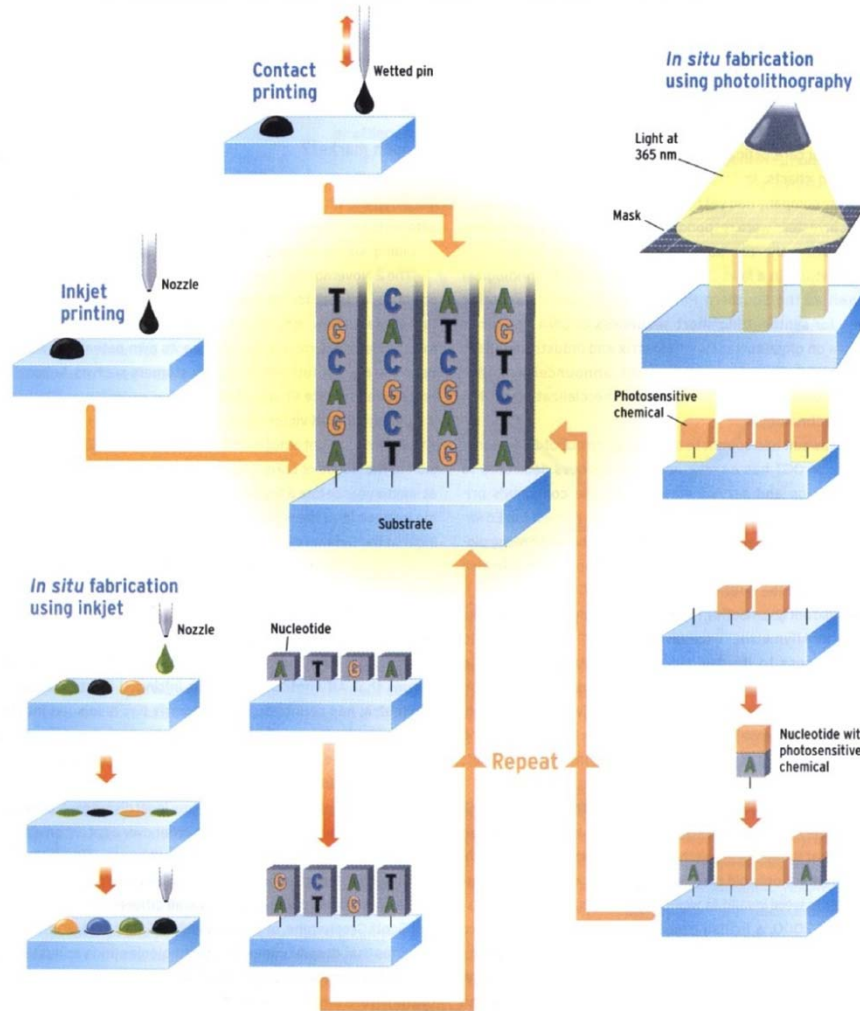 Contact
printing
Wetted pin
In situ fabrication
using photolithography
Light at
365 nm
Mask
Inkjet
printing
Nozzle
T C A A
G A T G
C C C T
A G G C
G C A T
A T G A
Substrate
Photosensitive
chemical
In situ fabrication
using inkjet
Nozzle
Nucleotide
A T G A
Repeat
Nucleotide wit
photosensitive
chemical
A
G C A T
A T G A
A A